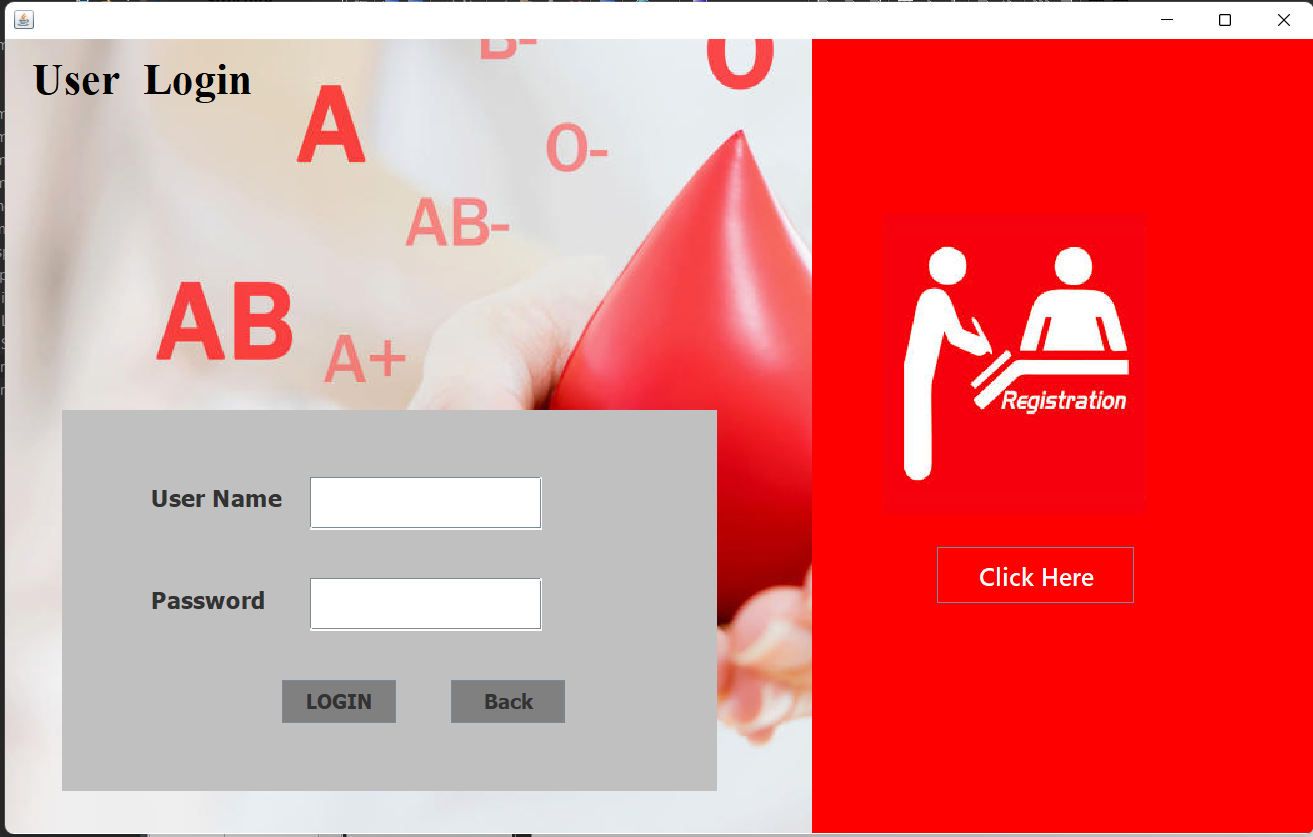 User Login
B-
O
A
O-
AB-
AB
A+
Registration
User Name
Password
Click Here
LOGIN
Back